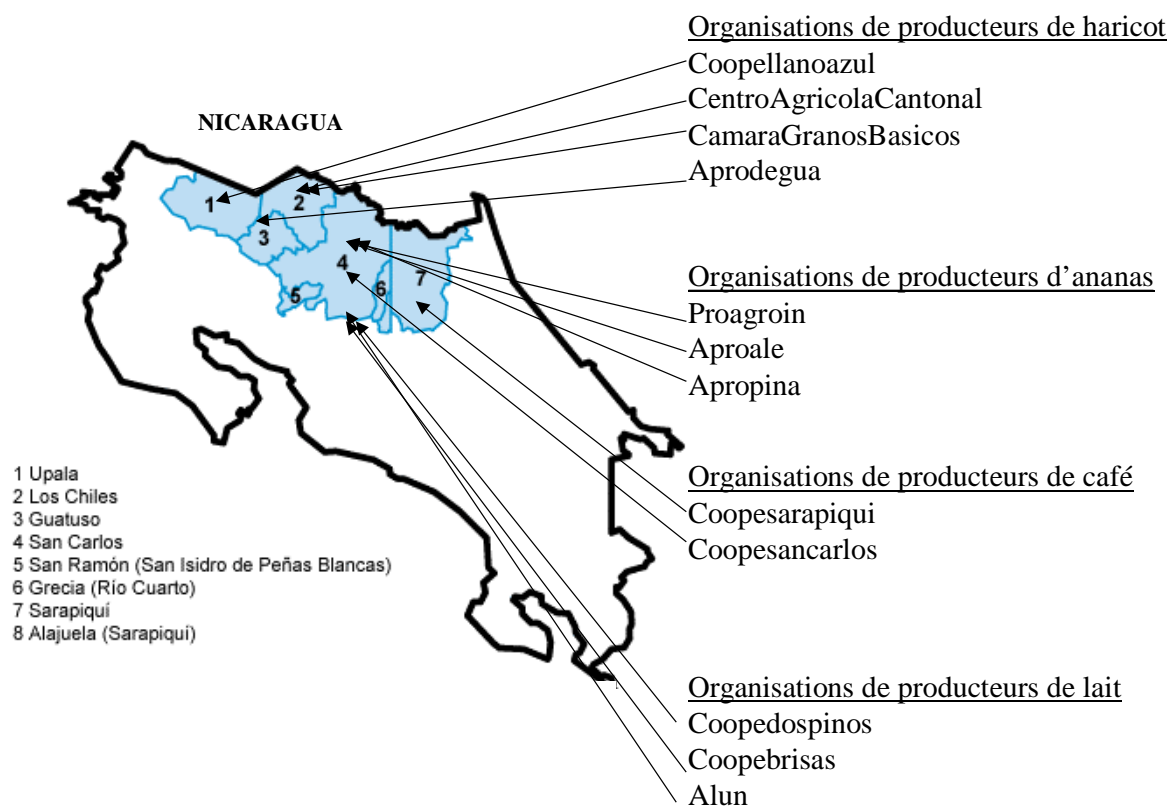 Organisations de producteurs de haricot
Coopellanoazul
CentroAgricolaCantonal
CamaraGranosBasicos
Aprodegua
NICARAGUA
1
2
3
4
5
6
7
Organisations de producteurs d’ananas
Proagroin
Aproale
Apropina
Organisations de producteurs de café
Coopesarapiqui
Coopesancarlos
1 Upala
2 Los Chiles
3 Guatuso
4 San Carlos
5 San Ramón (San Isidro de Peñas Blancas)
6 Grecia (Río Cuarto)
7 Sarapiquí
8 Alajuela (Sarapiquí)
Organisations de producteurs de lait
Coopedospinos
Coopebrisas
Alun